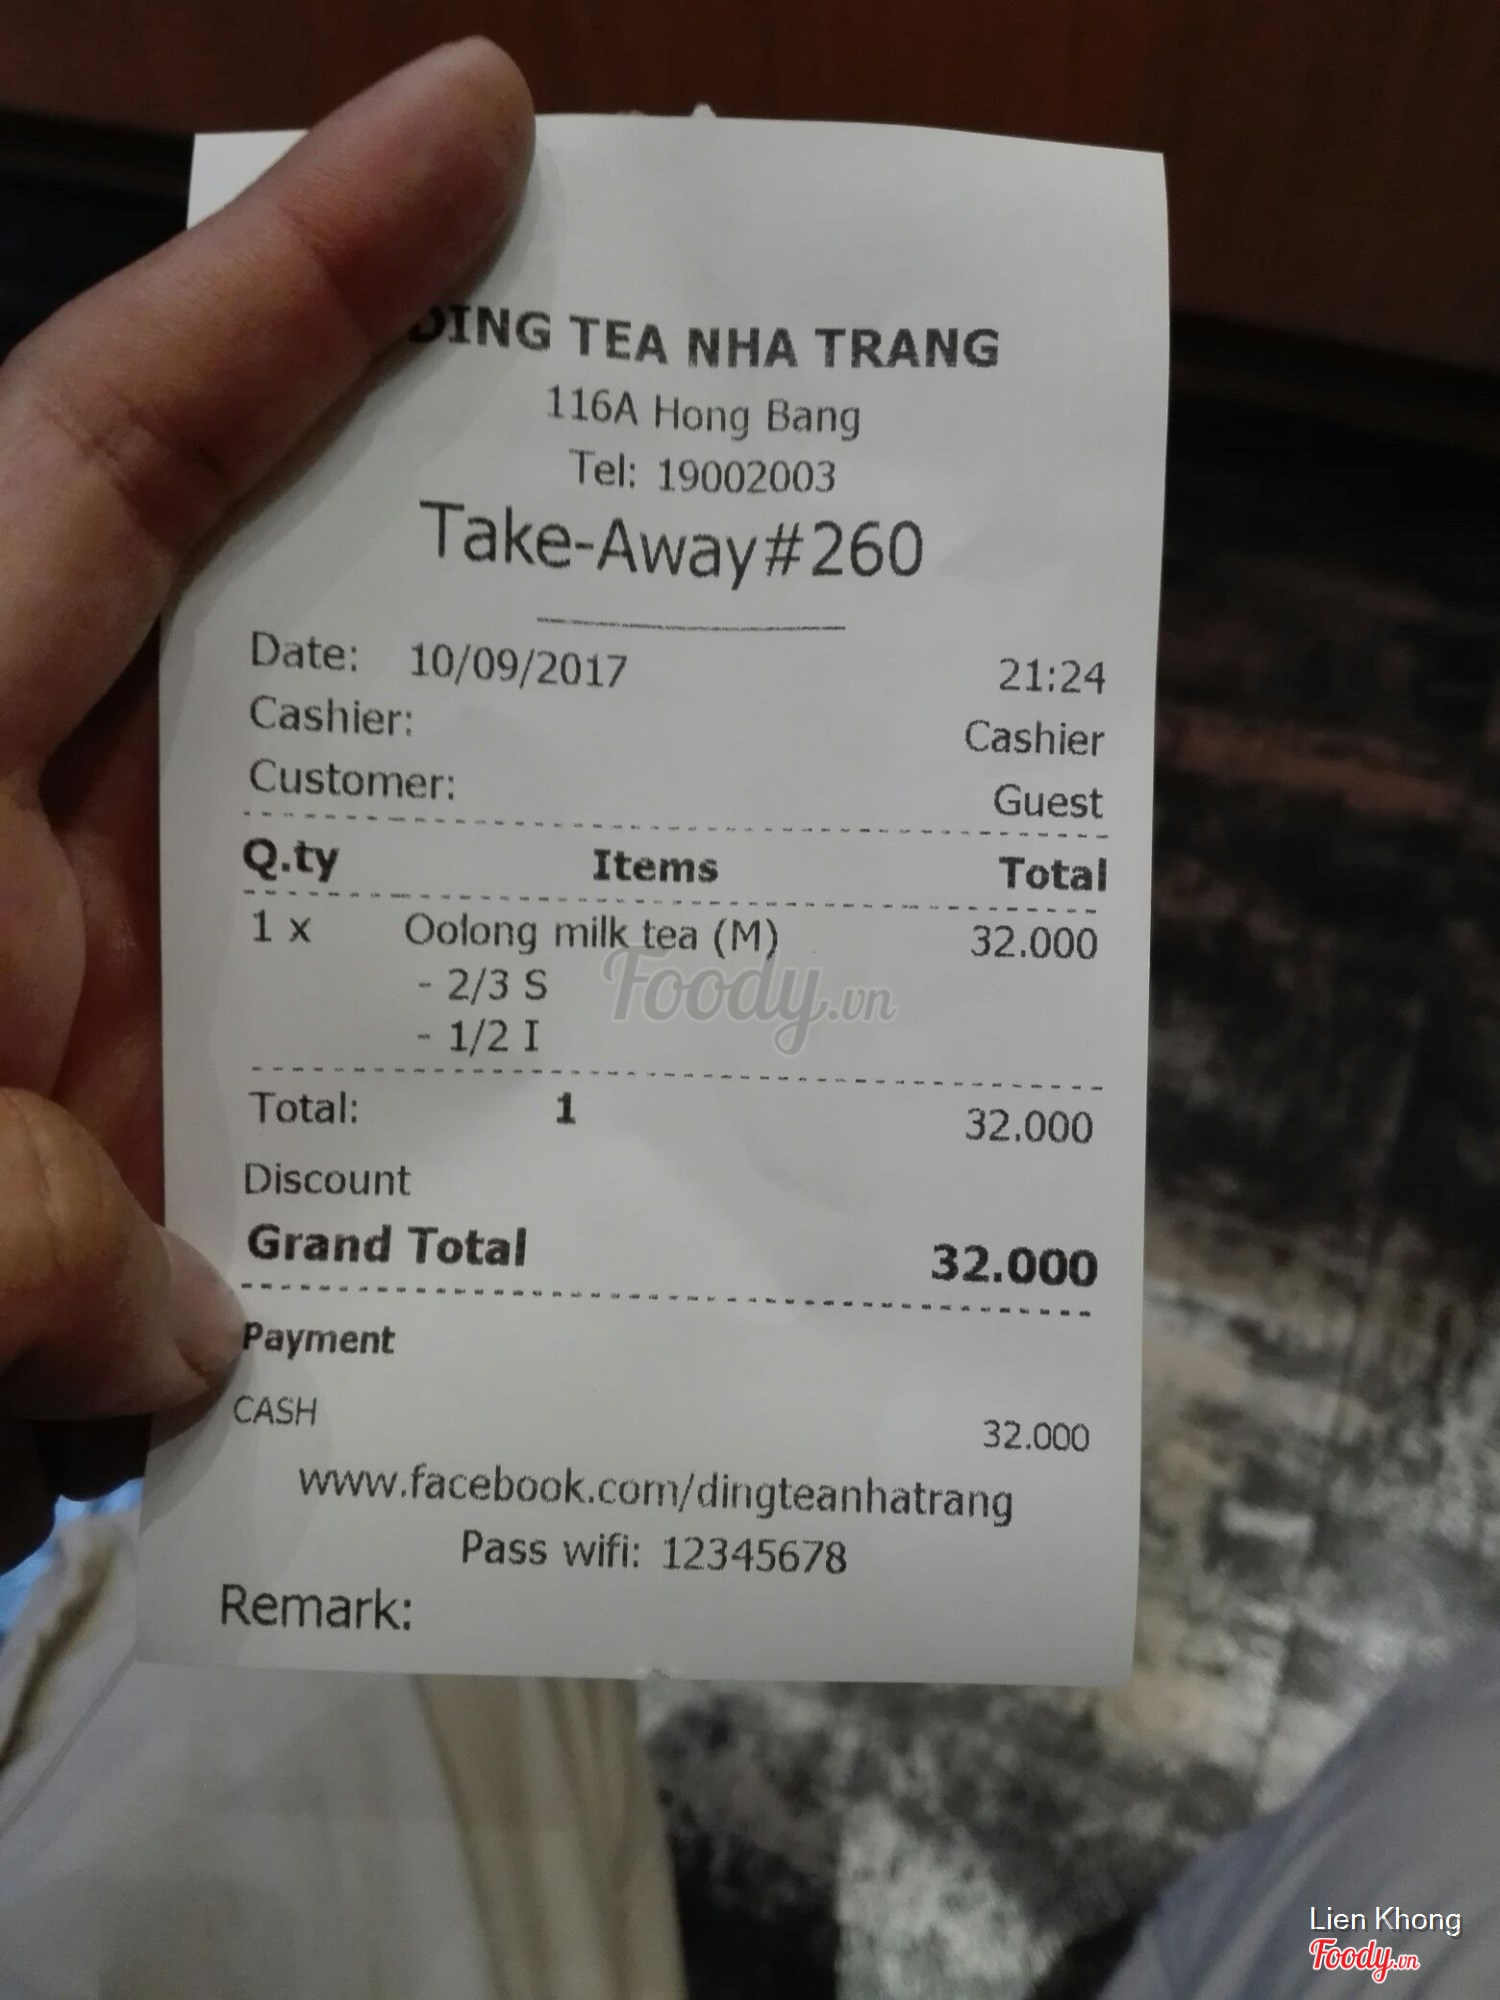 DING TEA NHA TRANG
116A Hong Bang
Tel: 19002003
Take-Away#260
Date: 10/09/2017 21:24
Cashier: Cashier
Customer: Guest
Q.ty Items Total
1 x Oolong milk tea (M) 32.000
- 2/3 S
- 1/2 I
Foody.vn
Total: 1 32.000
Discount
Grand Total 32.000
Payment
CASH 32.000
www.facebook.com/dingteanhatrang
Pass wifi: 12345678
Remark:
Lien Khong
Foody.vn